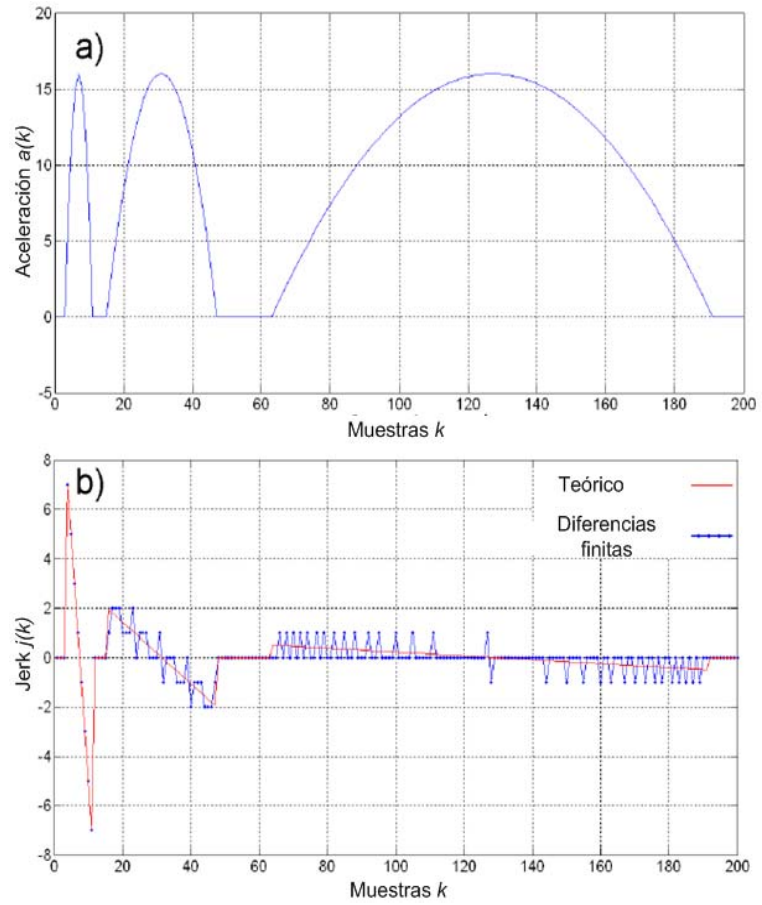 a)
20
15
10
5
0
-5
Aceleración a(k)
0 20 40 60 80 100 120 140 160 180 200
Muestras k
b)
8
6
4
2
0
-2
-4
-6
-8
Jerk j(k)
Teórico
Diferencias
finitas
0 20 40 60 80 100 120 140 160 180 200
Muestras k